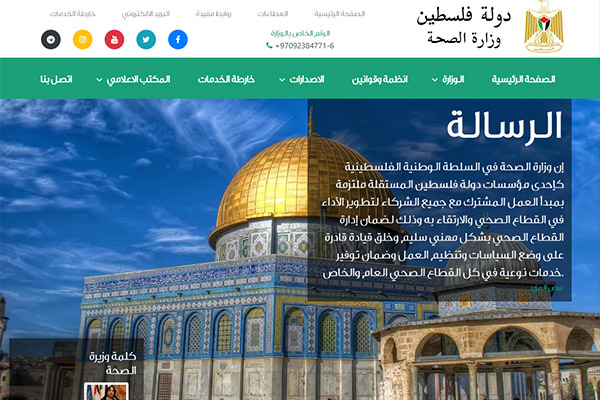 الصفحة الرئيسية
العطاءات
روابط مفيدة
البريد الالكتروني
خارطة الخدمات
دولة فلسطين
وزارة الصحة
الرقم الخاص بالوزارة
+97092384771-6
الصفحة الرئيسية
الوزارة
انظمة وقوانين
الاصدارات
خارطة الخدمات
المكتب الاعلامي
اتصل بنا
الرسالة
إن وزارة الصحة في السلطة الوطنية الفلسطينية
كإحدى مؤسسات دولة فلسطين المستقلة ملتزمة
بمبدأ العمل المشترك مع جميع الشركاء لتطوير الأداء
في القطاع الصحي والارتقاء به وذلك لضمان إدارة
القطاع الصحي بشكل مهني سليم, وخلق قيادة قادرة
على وضع السياسات وتنظيم العمل وضمان توفير
خدمات نوعية في كل القطاع الصحي العام والخاص.
عرض المزيد
كلمة وزيرة
الصحة